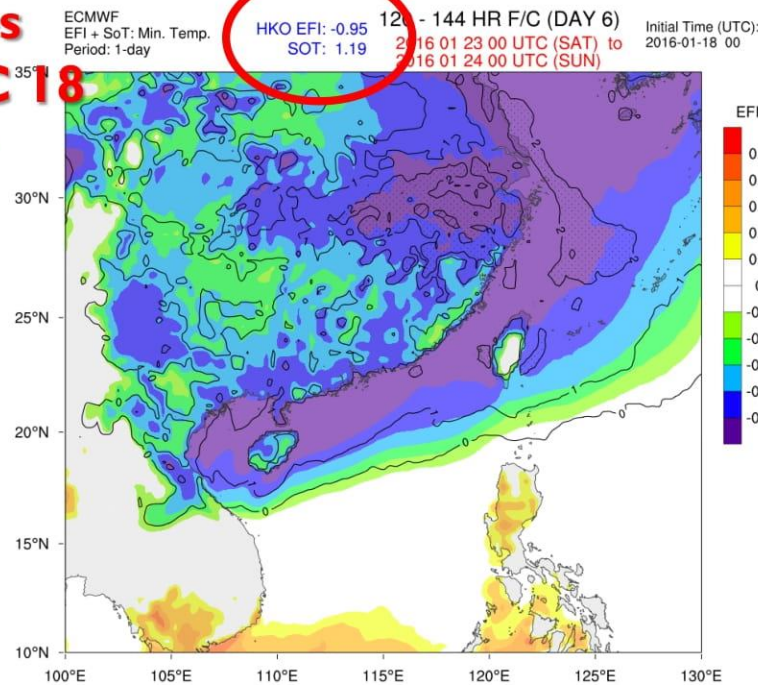 s
C 18
ECMWF
EFI + SoT: Min. Temp.
Period: 1-day
HKO EFI: -0.95
SOT: 1.19
120 - 144 HR F/C (DAY 6)
2016 01 23 00 UTC (SAT) to
2016 01 24 00 UTC (SUN)
Initial Time (UTC):
2016-01-18 00
EFI
35°N
30°N
25°N
20°N
15°N
10°N
100°E
105°E
110°E
115°E
120°E
125°E
130°E